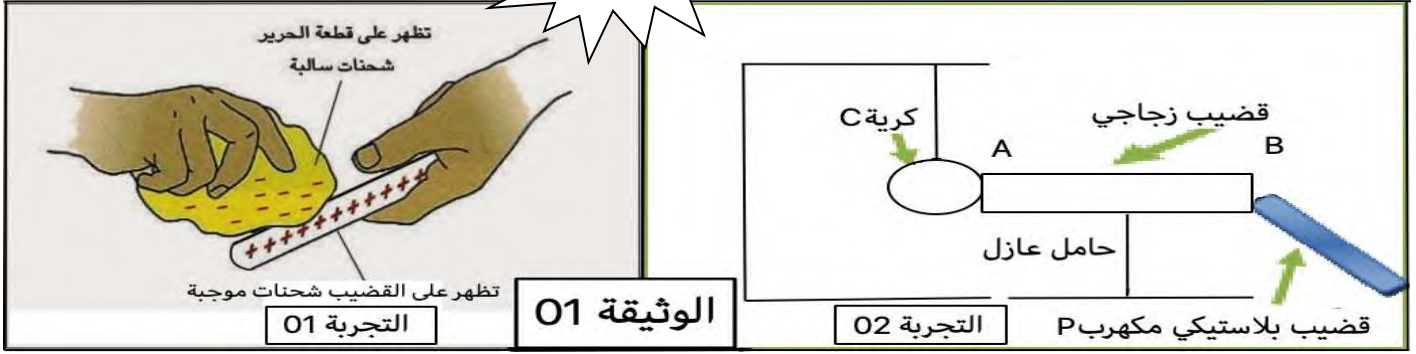 تظهر على قطعة الحرير
شحنات سالبة
تظهر على القضيب شحنات موجبة
التجربة 01
الوثيقة 01
قضيب زجاجي
كرية C
A
B
حامل عازل
التجربة 02
قضيب بلاستيكي مكهرب P